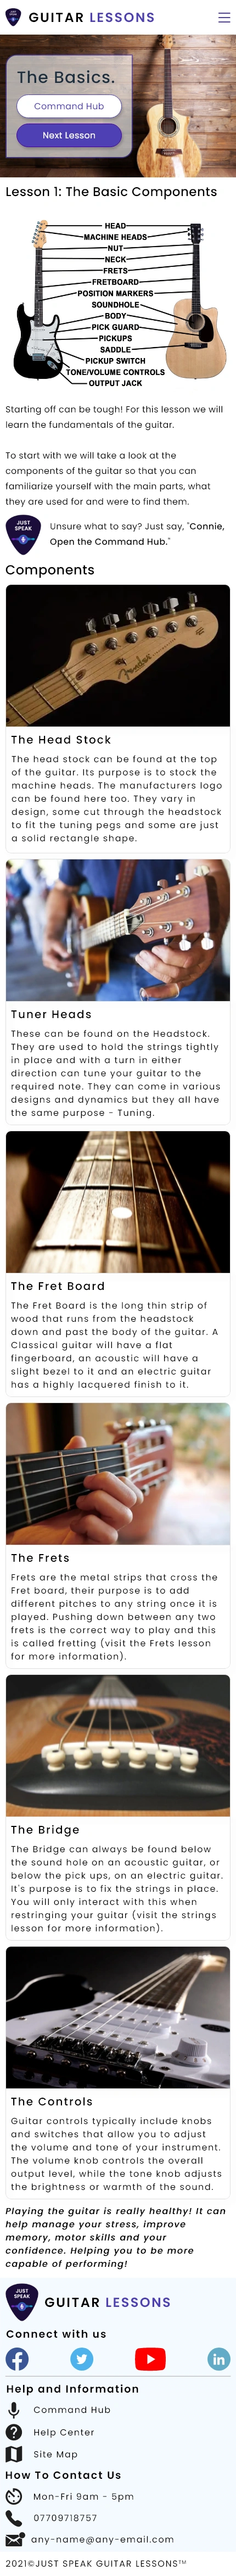 JUST SPEAK
GUITAR LESSONS
The Basics.
Command Hub
Next Lesson
Lesson 1: The Basic Components
HEAD
MACHINE HEADS
NUT
NECK
FRETS
FRETBOARD
POSITION MARKERS
SOUNDHOLE
BODY
PICK GUARD
PICKUPS
SADDLE
PICKUP SWITCH
TONE/VOLUME CONTROLS
OUTPUT JACK
Starting off can be tough! For this lesson we will
learn the fundamentals of the guitar.
To start with we will take a look at the
components of the guitar so that you can
familiarize yourself with the main parts, what
they are used for and were to find them.
JUST
SPEAK
Unsure what to say? Just say, "Connie,
Open the Command Hub."
Components
Fender
The Head Stock
The head stock can be found at the top
of the guitar. Its purpose is to stock the
machine heads. The manufacturers logo
can be found here too. They vary in
design, some cut through the headstock
to fit the tuning pegs and some are just
a solid rectangle shape.
Tuner Heads
These can be found on the Headstock.
They are used to hold the strings tightly
in place and with a turn in either
direction can tune your guitar to the
required note. They can come in various
designs and dynamics but they all have
the same purpose - Tuning.
The Fret Board
The Fret Board is the long thin strip of
wood that runs from the headstock
down and past the body of the guitar. A
Classical guitar will have a flat
fingerboard, an acoustic will have a
slight bezel to it and an electric guitar
has a highly lacquered finish to it.
The Frets
Frets are the metal strips that cross the
Fret board, their purpose is to add
different pitches to any string once it is
played. Pushing down between any two
frets is the correct way to play and this
is called fretting (visit the Frets lesson
for more information).
The Bridge
The Bridge can always be found below
the sound hole on an acoustic guitar, or
below the pick ups, on an electric guitar.
It's purpose is to fix the strings in place.
You will only interact with this when
restringing your guitar (visit the strings
lesson for more information).
The Controls
Guitar controls typically include knobs
and switches that allow you to adjust
the volume and tone of your instrument.
The volume knob controls the overall
output level, while the tone knob adjusts
the brightness or warmth of the sound.
Playing the guitar is really healthy! It can
help manage your stress, improve
memory, motor skills and your
confidence. Helping you to be more
capable of performing!
JUST
SPEAK
GUITAR LESSONS
Connect with us
Help and Information
Command Hub
Help Center
Site Map
How To Contact Us
Mon-Fri 9am - 5pm
07709718757
any-name@any-email.com
2021©JUST SPEAK GUITAR LESSONS™